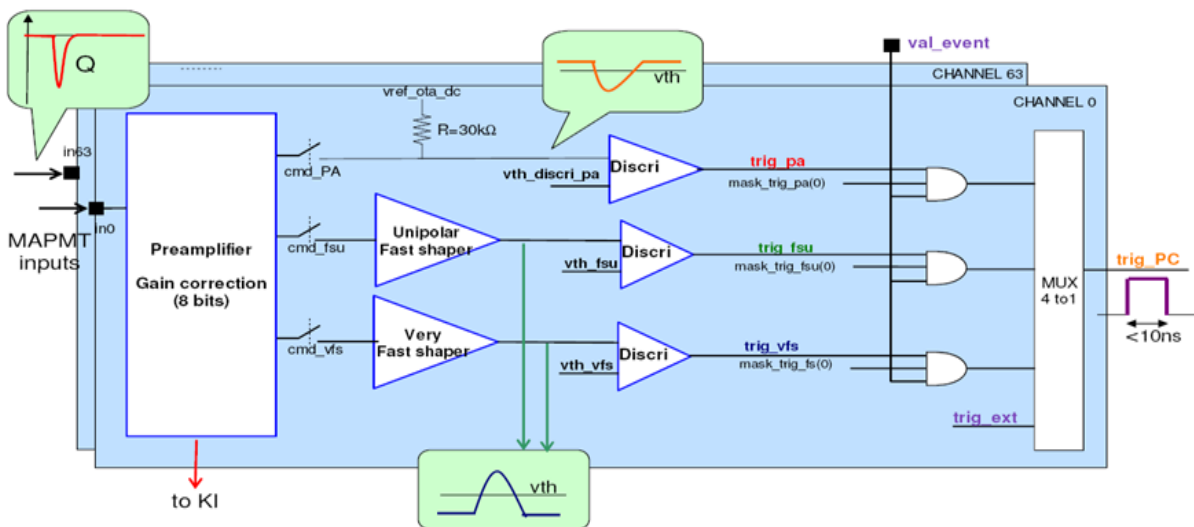 Q
vth
val_event
CHANNEL 63
CHANNEL 0
vref_ota_dc
R=30kΩ
in63
cmd_PA
Discri
vth_discri_pa
trig_pa
mask_trig_pa(0)
in0
MAPMT
inputs
Preamplifier
Gain correction
(8 bits)
cmd_fsu
Unipolar
Fast shaper
Discri
vth_fsu
trig_fsu
mask_trig_fsu(0)
MUX
4 to1
trig_PC
<10ns
cmd_vfs
Very
Fast shaper
Discri
vth_vfs
trig_vfs
mask_trig_fs(0)
trig_ext
to KI
vth